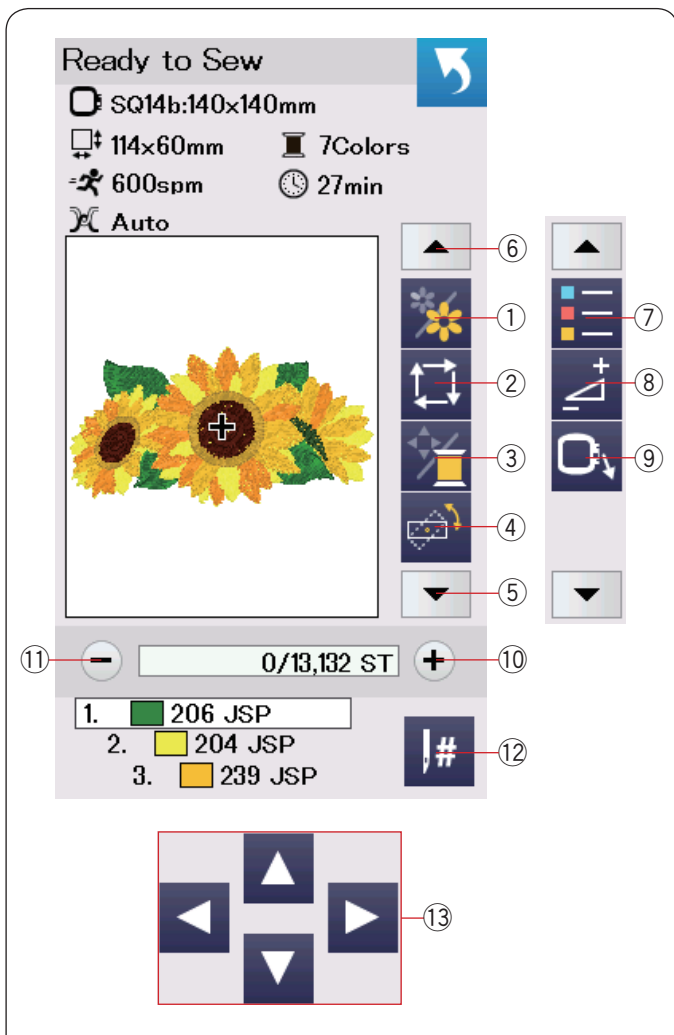 Ready to Sew
SQ14b:140x140mm
114x60mm 7Colors
600spm 27min
Auto
⑥
① ⑦
② ⑧
③ ⑨
④
⑤
⑪ - 0/13,132 ST + ⑩
1. 206 JSP
2. 204 JSP
3. 239 JSP
# ⑫
⑬